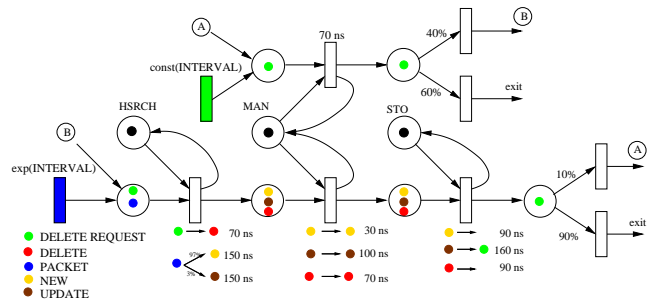 A
70 ns
40%
B
const(INTERVAL)
60%
exit
HSRCH
MAN
STO
B
A
exp(INTERVAL)
10%
90%
exit
DELETE REQUEST
DELETE
PACKET
NEW
UPDATE
70 ns
97%
150 ns
3%
150 ns
30 ns
100 ns
70 ns
90 ns
160 ns
90 ns